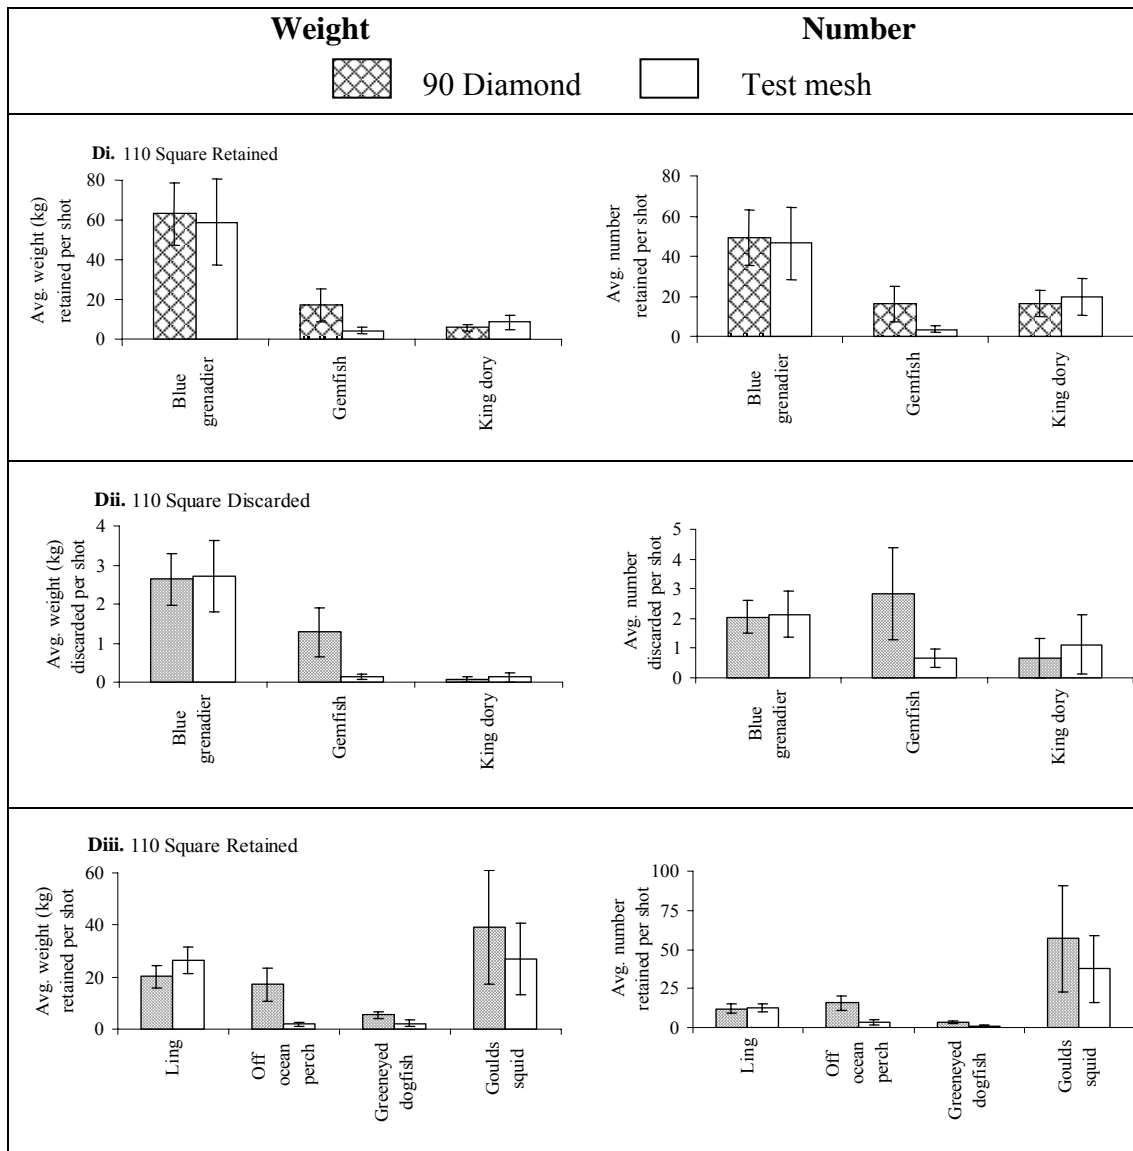 Weight Number
90 Diamond Test mesh
Di. 110 Square Retained
Avg. weight (kg)
retained per shot
80
60
40
20
0
Blue
grenadier
Gemfish
King dory
Avg. number
retained per shot
80
60
40
20
0
Blue
grenadier
Gemfish
King dory
Dii. 110 Square Discarded
Avg. weight (kg)
discarded per shot
4
3
2
1
0
Blue
grenadier
Gemfish
King dory
Avg. number
discarded per shot
5
4
3
2
1
0
Blue
grenadier
Gemfish
King dory
Diii. 110 Square Retained
Avg. weight (kg)
retained per shot
60
40
20
0
Ling
Off
ocean
perch
Greeneyed
dogfish
Goulds
squid
Avg. number
retained per shot
100
75
50
25
0
Ling
Off
ocean
perch
Greeneyed
dogfish
Goulds
squid